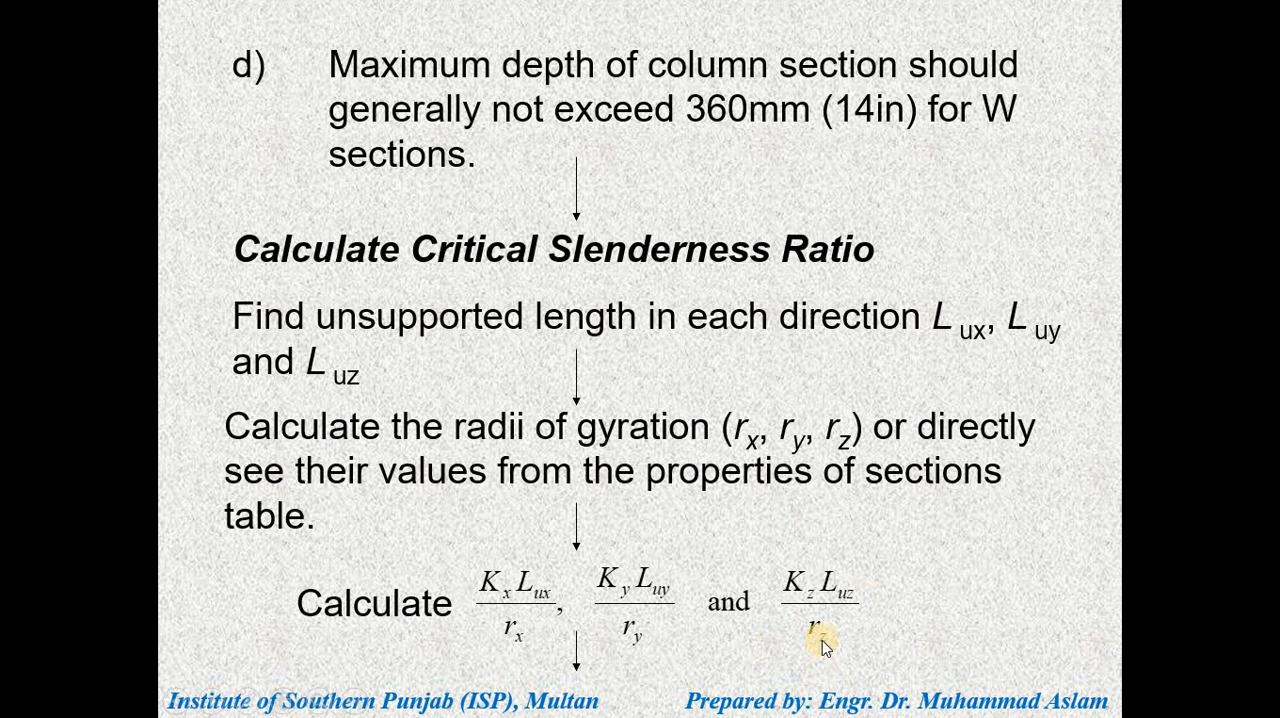 d) Maximum depth of column section should
generally not exceed 360mm (14in) for W
sections.
Calculate Critical Slenderness Ratio
Find unsupported length in each direction L ux, L uy
and L uz
Calculate the radii of gyration (rx, ry, rz) or directly
see their values from the properties of sections
table.
Calculate KxLux/rx, KyLuy/ry and KzLuz/rz
Institute of Southern Punjab (ISP), Multan Prepared by: Engr. Dr. Muhammad Aslam